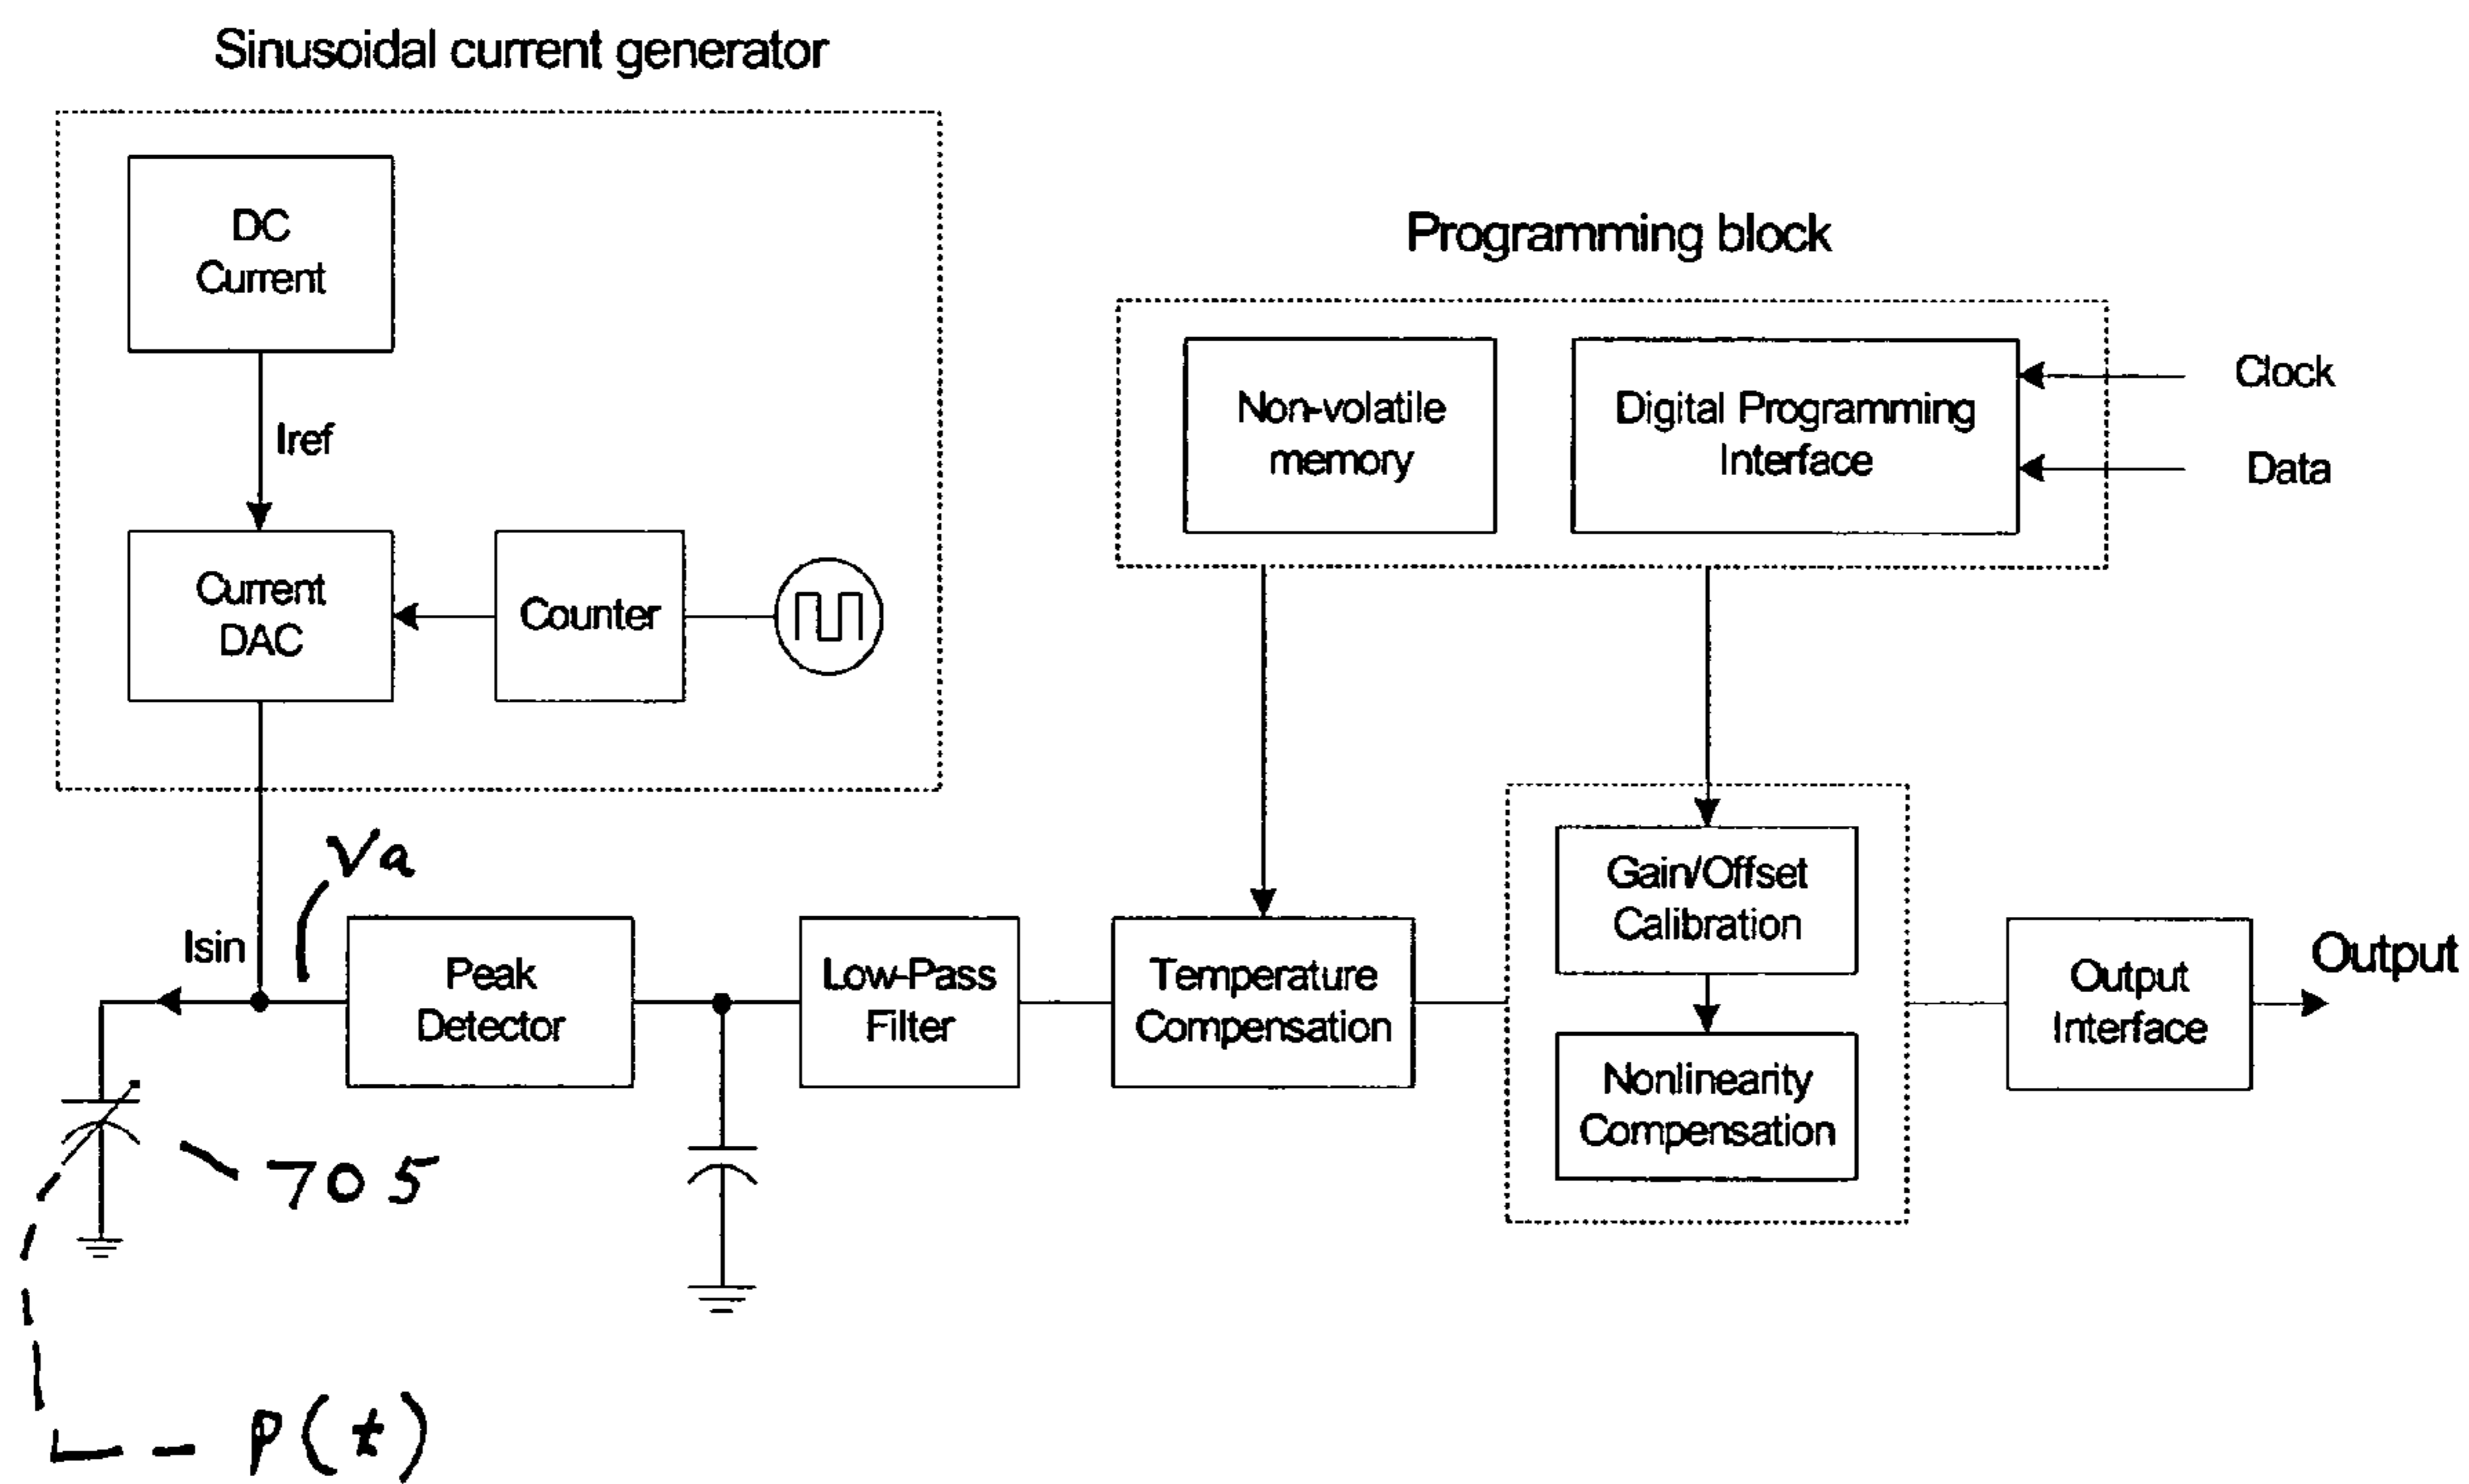 Sinusoidal current generator
DC
Current
Iref
Current
DAC
Counter
Programming block
Non-volatile
memory
Digital Programming
Interface
Clock
Data
Va
Isin
Peak
Detector
Low-Pass
Filter
Temperature
Compensation
Gain/Offset
Calibration
Nonlinearity
Compensation
Output
Interface
Output
705
P(t)